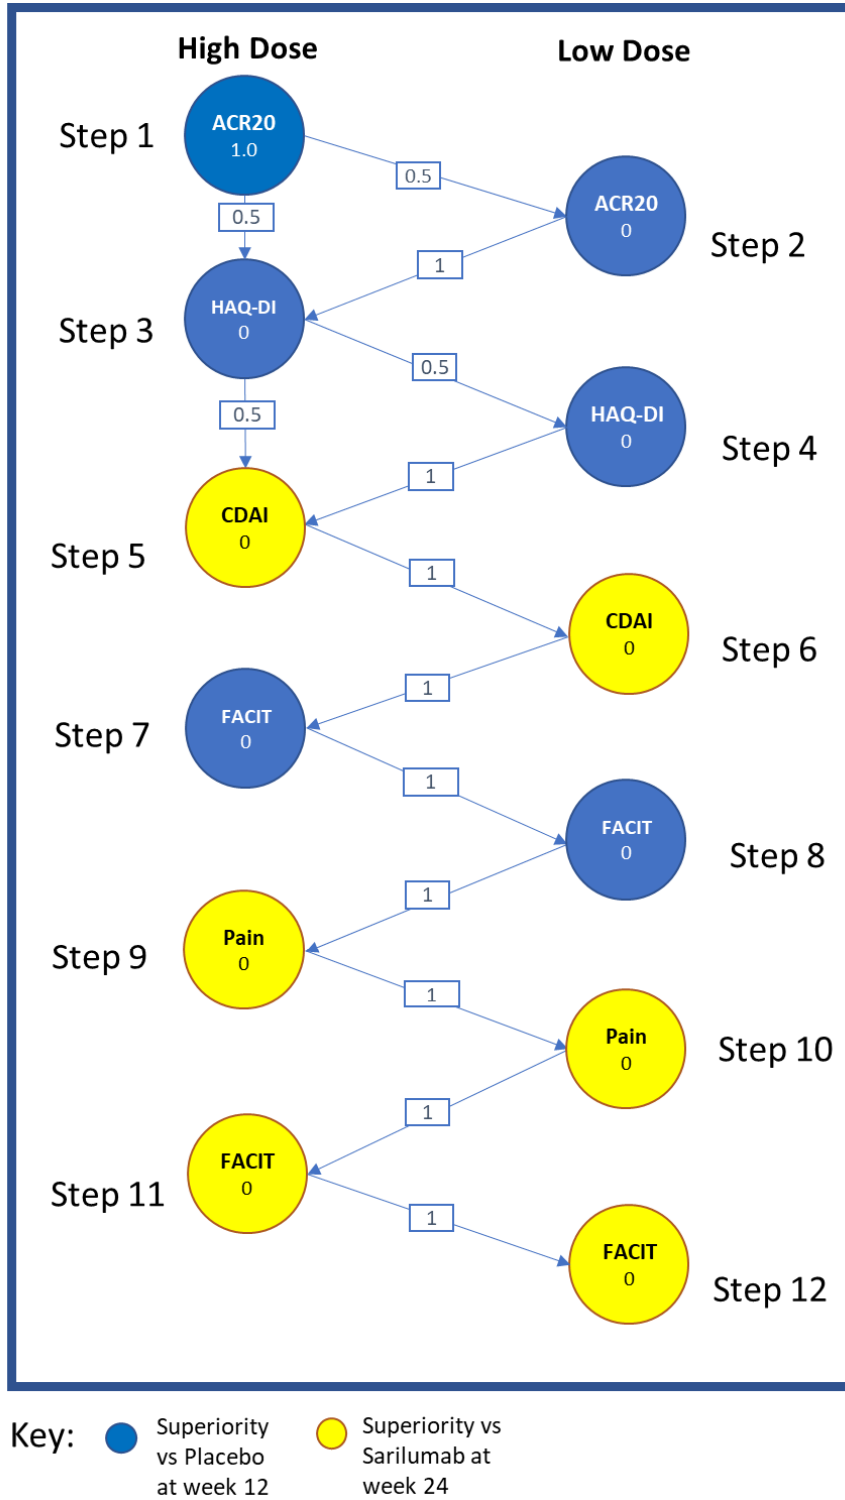 High Dose
Low Dose
Step 1
ACR20
1.0
0.5
ACR20
0
Step 2
0.5
1
Step 3
HAQ-DI
0
0.5
HAQ-DI
0
Step 4
0.5
1
Step 5
CDAI
0
1
CDAI
0
Step 6
1
Step 7
FACIT
0
1
FACIT
0
Step 8
1
Step 9
Pain
0
1
Pain
0
Step 10
1
Step 11
FACIT
0
1
FACIT
0
Step 12
Key:
Superiority
vs Placebo
at week 12
Superiority vs
Sarilumab at
week 24